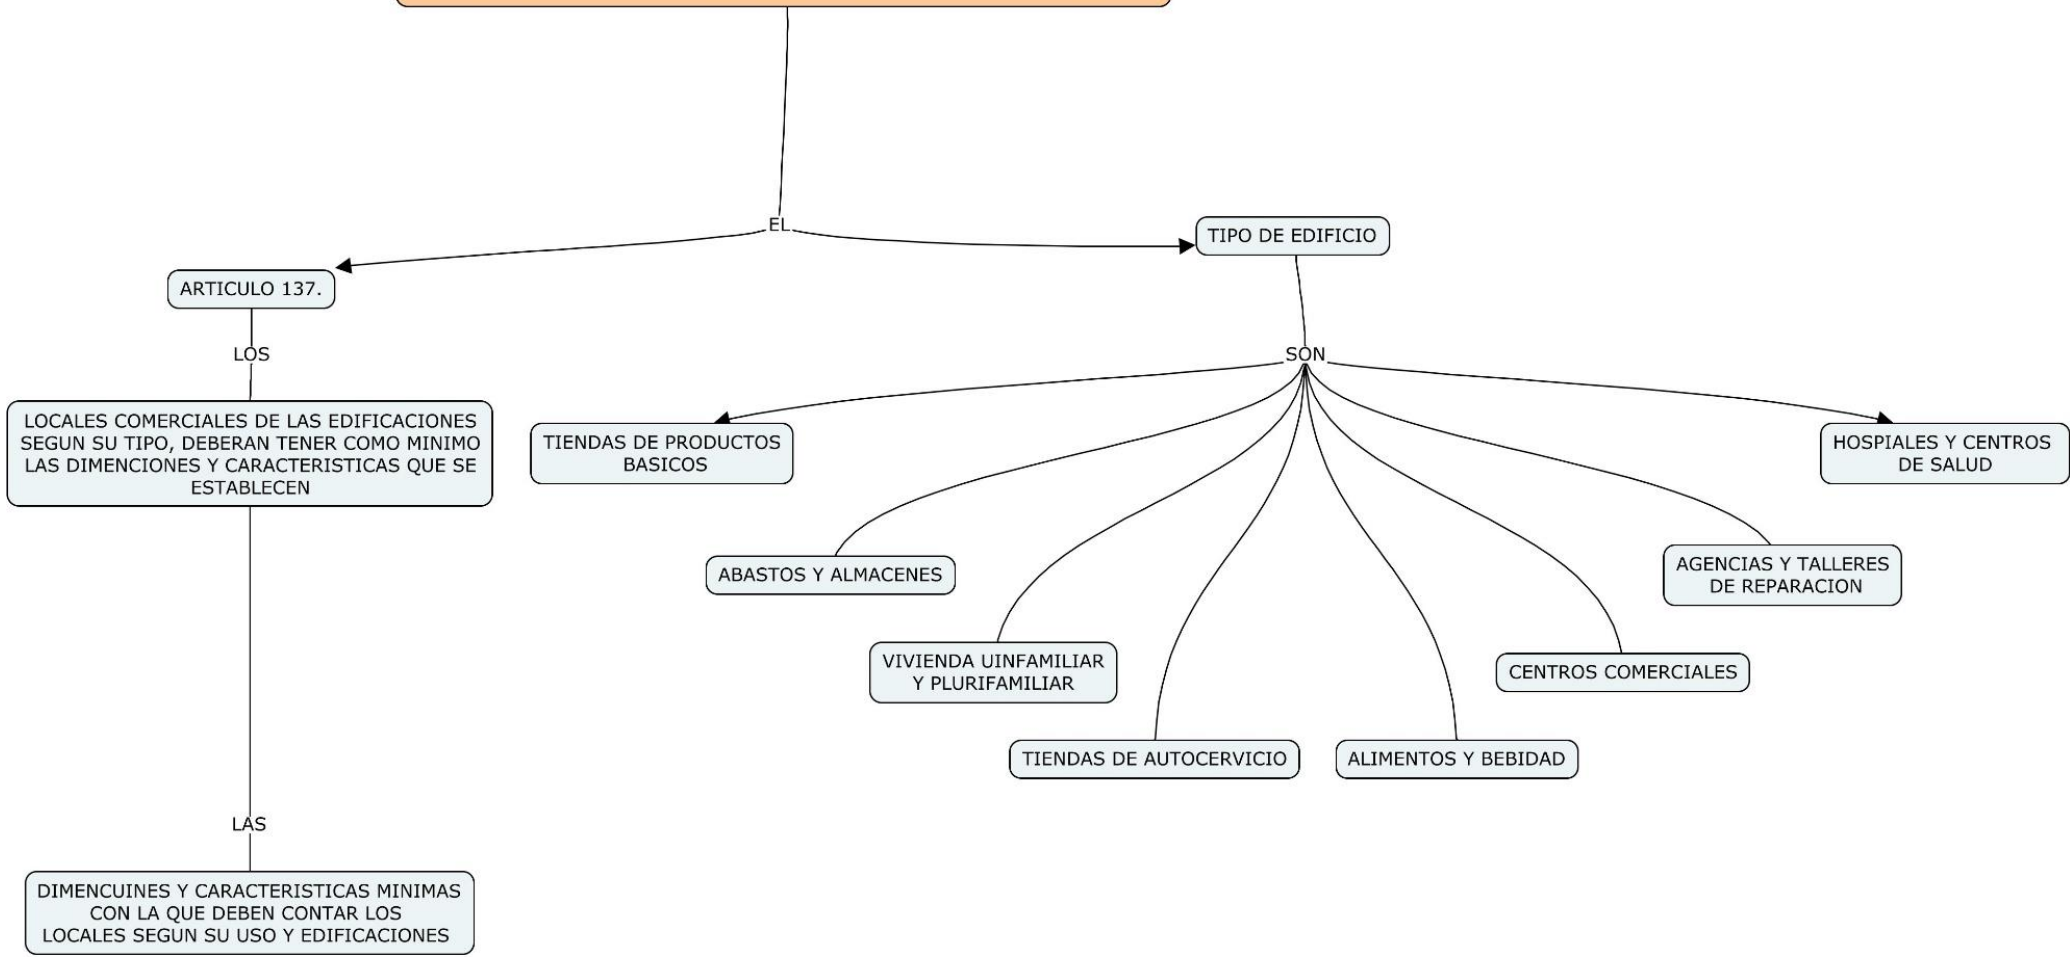 EL
TIPO DE EDIFICIO
ARTICULO 137.
LOS
SON
LOCALES COMERCIALES DE LAS EDIFICACIONES
SEGUN SU TIPO, DEBERAN TENER COMO MINIMO
LAS DIMENCIONES Y CARACTERISTICAS QUE SE
ESTABLECEN
TIENDAS DE PRODUCTOS
BASICOS
HOSPIALES Y CENTROS
DE SALUD
ABASTOS Y ALMACENES
AGENCIAS Y TALLERES
DE REPARACION
VIVIENDA UINFAMILIAR
Y PLURIFAMILIAR
CENTROS COMERCIALES
TIENDAS DE AUTOCERVICIO
ALIMENTOS Y BEBIDAD
LAS
DIMENCUINES Y CARACTERISTICAS MINIMAS
CON LA QUE DEBEN CONTAR LOS
LOCALES SEGUN SU USO Y EDIFICACIONES